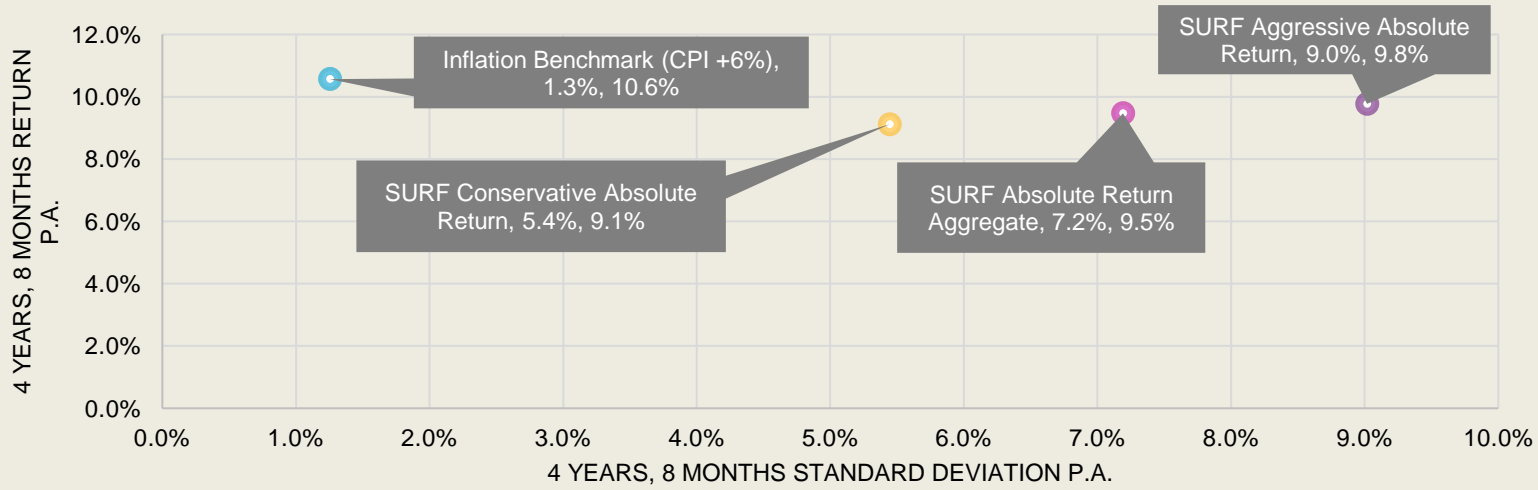 SURF Aggressive Absolute
Return, 9.0%, 9.8%
Inflation Benchmark (CPI +6%),
1.3%, 10.6%
SURF Conservative Absolute
Return, 5.4%, 9.1%
SURF Absolute Return
Aggregate, 7.2%, 9.5%
4 YEARS, 8 MONTHS RETURN
P.A.
12.0%
10.0%
8.0%
6.0%
4.0%
2.0%
0.0%
0.0% 1.0% 2.0% 3.0% 4.0% 5.0% 6.0% 7.0% 8.0% 9.0% 10.0%
4 YEARS, 8 MONTHS STANDARD DEVIATION P.A.